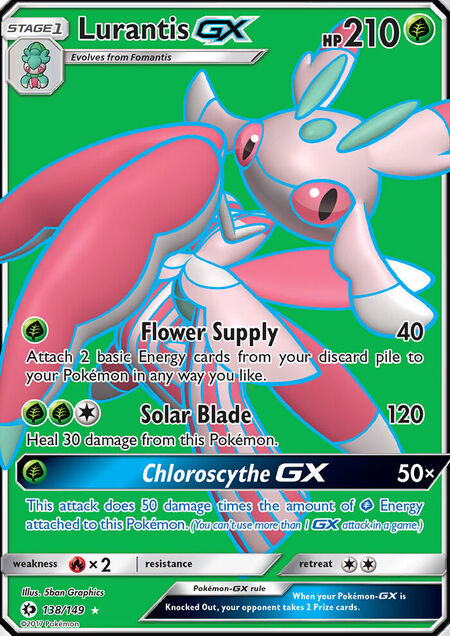 STAGE 1
Lurantis GX
HP 210
Evolves from Fomantis
Flower Supply 40
Attach 2 basic Energy cards from your discard pile to
your Pokémon in any way you like.
Solar Blade 120
Heal 30 damage from this Pokémon.
Chloroscythe GX 50×
This attack does 50 damage times the amount of Energy
attached to this Pokémon. (You can't use more than 1 GX attack in a game.)
weakness × 2 resistance retreat
Illus. 5ban Graphics
Pokémon-GX rule
When your Pokémon-GX is
Knocked Out, your opponent takes 2 Prize cards.
138/149 ★
©2017 Pokémon